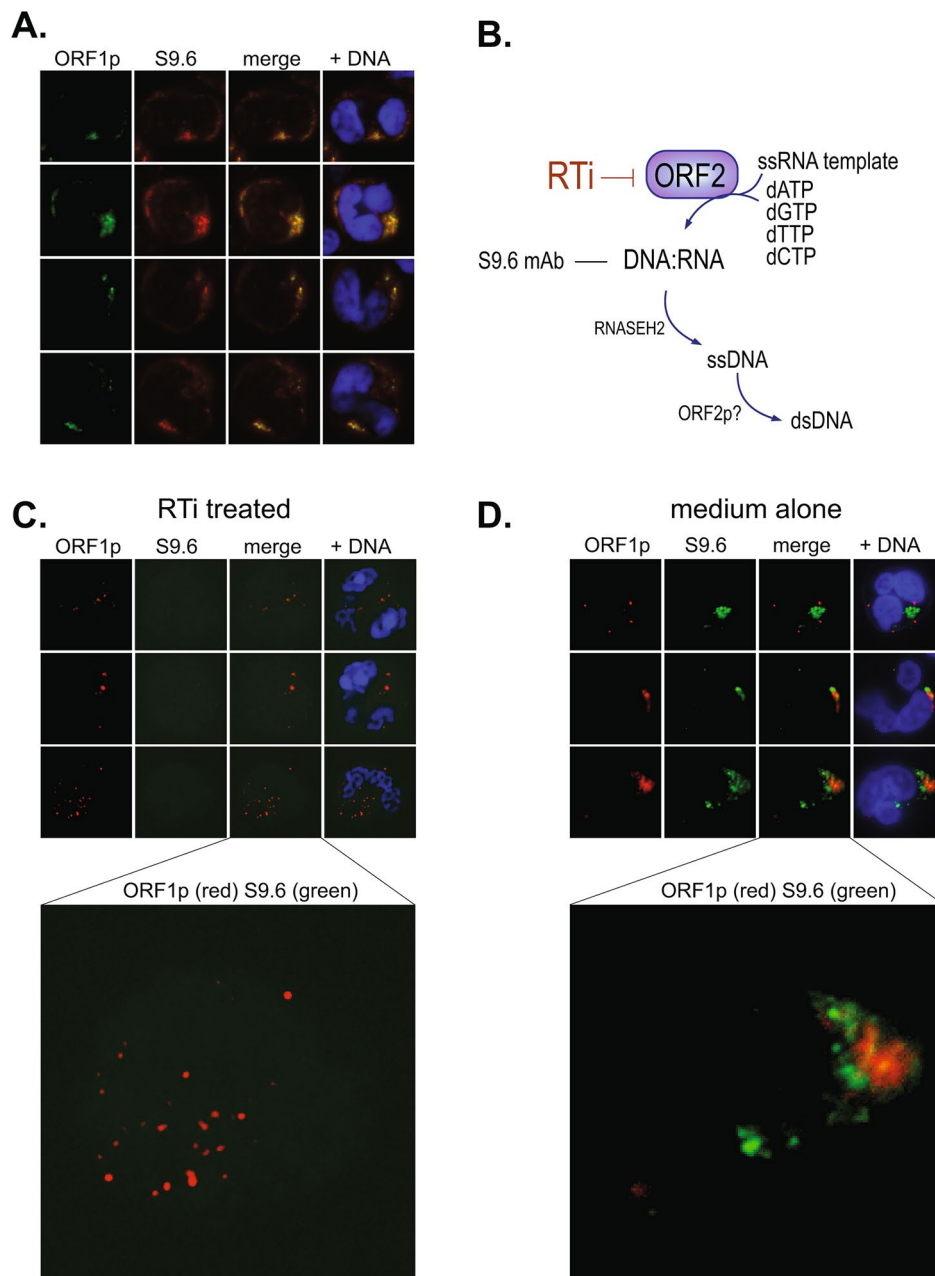 A.
ORF1p S9.6 merge + DNA
B.
RTi
ORF2
ssRNA template
dATP
dGTP
dTTP
dCTP
S9.6 mAb
DNA:RNA
RNASEH2
ssDNA
ORF2p?
dsDNA
C.
RTi treated
ORF1p S9.6 merge + DNA
ORF1p (red) S9.6 (green)
D.
medium alone
ORF1p S9.6 merge + DNA
ORF1p (red) S9.6 (green)